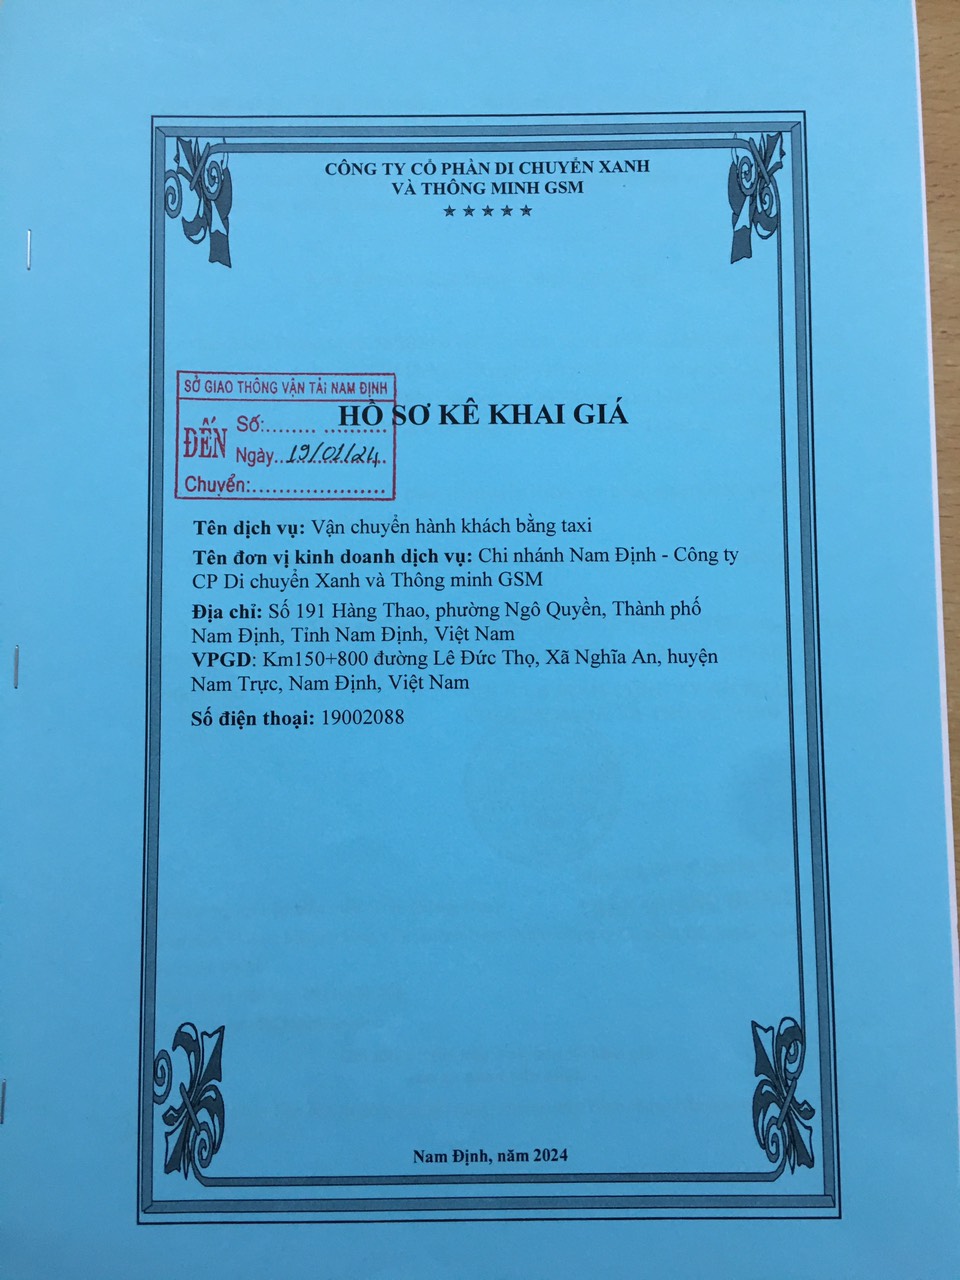 CÔNG TY CỔ PHẦN DI CHUYỂN XANH
VÀ THÔNG MINH GSM
★ ★ ★ ★ ★
SỞ GIAO THÔNG VẬN TẢI NAM ĐỊNH
ĐẾN
Số:...................
Ngày...19/01/24..
Chuyển:....................
HỒ SƠ KÊ KHAI GIÁ
Tên dịch vụ: Vận chuyển hành khách bằng taxi
Tên đơn vị kinh doanh dịch vụ: Chi nhánh Nam Định - Công ty
CP Di chuyển Xanh và Thông minh GSM
Địa chỉ: Số 191 Hàng Thao, phường Ngô Quyền, Thành phố
Nam Định, Tỉnh Nam Định, Việt Nam
VPGD: Km150+800 đường Lê Đức Thọ, Xã Nghĩa An, huyện
Nam Trực, Nam Định, Việt Nam
Số điện thoại: 19002088
Nam Định, năm 2024